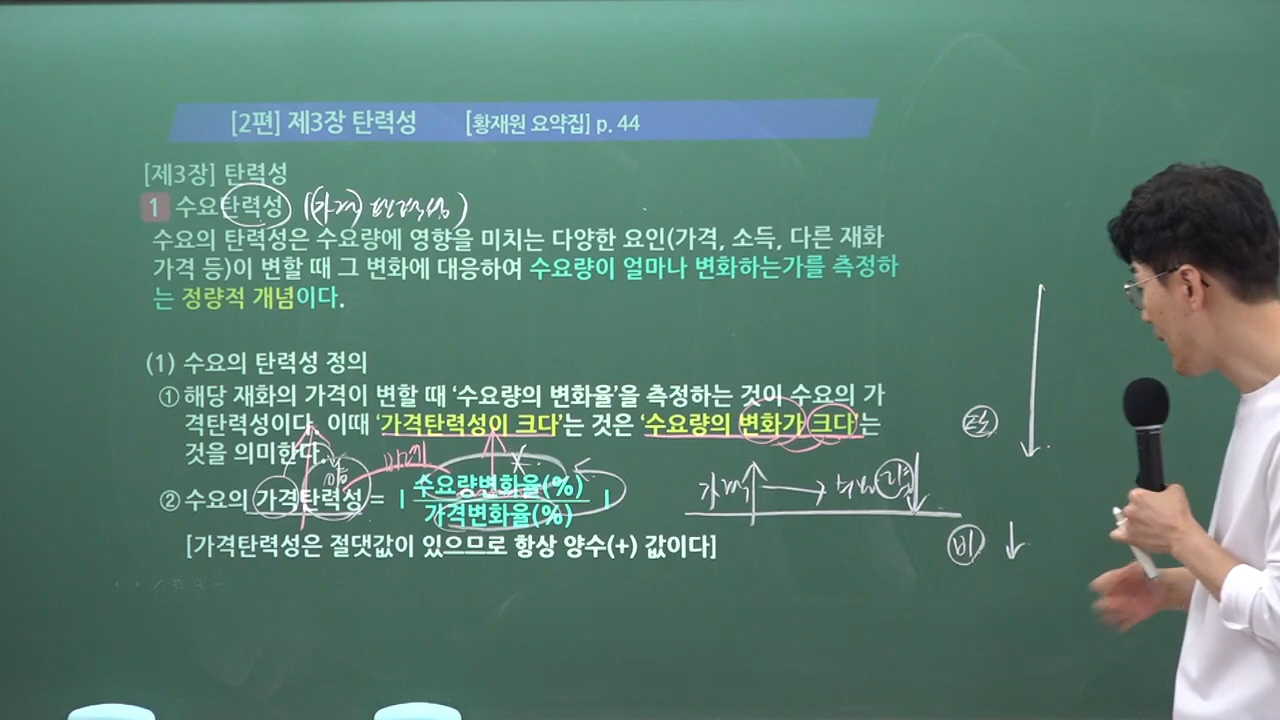 [2편] 제3장 탄력성 [황재원 요약집] p. 44
[제3장] 탄력성
1 수요탄력성 (가격) 탄력성)
수요의 탄력성은 수요량에 영향을 미치는 다양한 요인(가격, 소득, 다른 재화
가격 등)이 변할 때 그 변화에 대응하여 수요량이 얼마나 변화하는가를 측정하
는 정량적 개념이다.
(1) 수요의 탄력성 정의
① 해당 재화의 가격이 변할 때 ‘수요량의 변화율’을 측정하는 것이 수요의 가
격탄력성이다. 이때 ‘가격탄력성이 크다’는 것은 ‘수요량의 변화가 크다’는
것을 의미한다.
② 수요의 가격탄력성 = | 수요량변화율(%) |
가격변화율(%)
[가격탄력성은 절댓값이 있으므로 항상 양수(+) 값이다]
탄
가격 ↑ → ↓
비 ↓